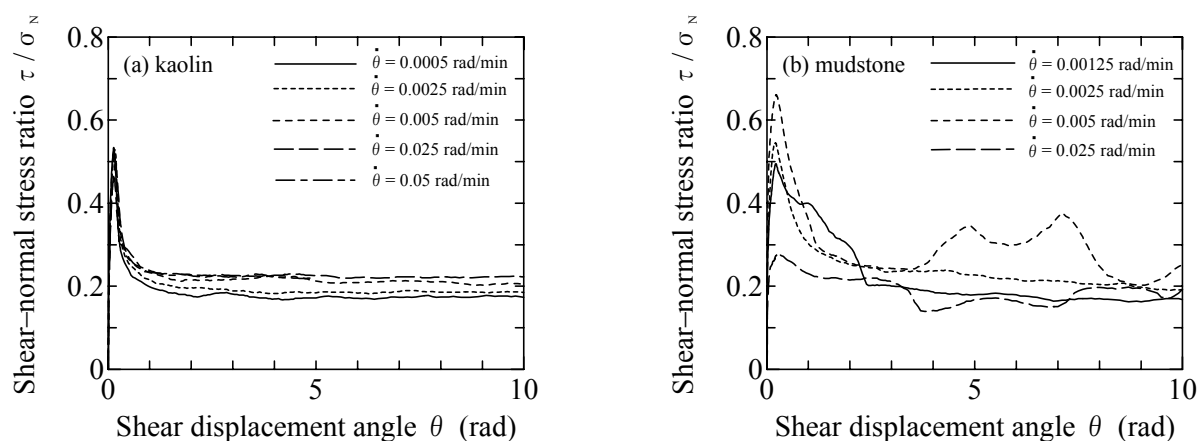 Shear–normal stress ratio τ / σ N
0.8
0.6
0.4
0.2
0
(a) kaolin
θ̇ = 0.0005 rad/min
θ̇ = 0.0025 rad/min
θ̇ = 0.005 rad/min
θ̇ = 0.025 rad/min
θ̇ = 0.05 rad/min
0 5 10
Shear displacement angle θ (rad)
Shear–normal stress ratio τ / σ N
0.8
0.6
0.4
0.2
0
(b) mudstone
θ̇ = 0.00125 rad/min
θ̇ = 0.0025 rad/min
θ̇ = 0.005 rad/min
θ̇ = 0.025 rad/min
0 5 10
Shear displacement angle θ (rad)